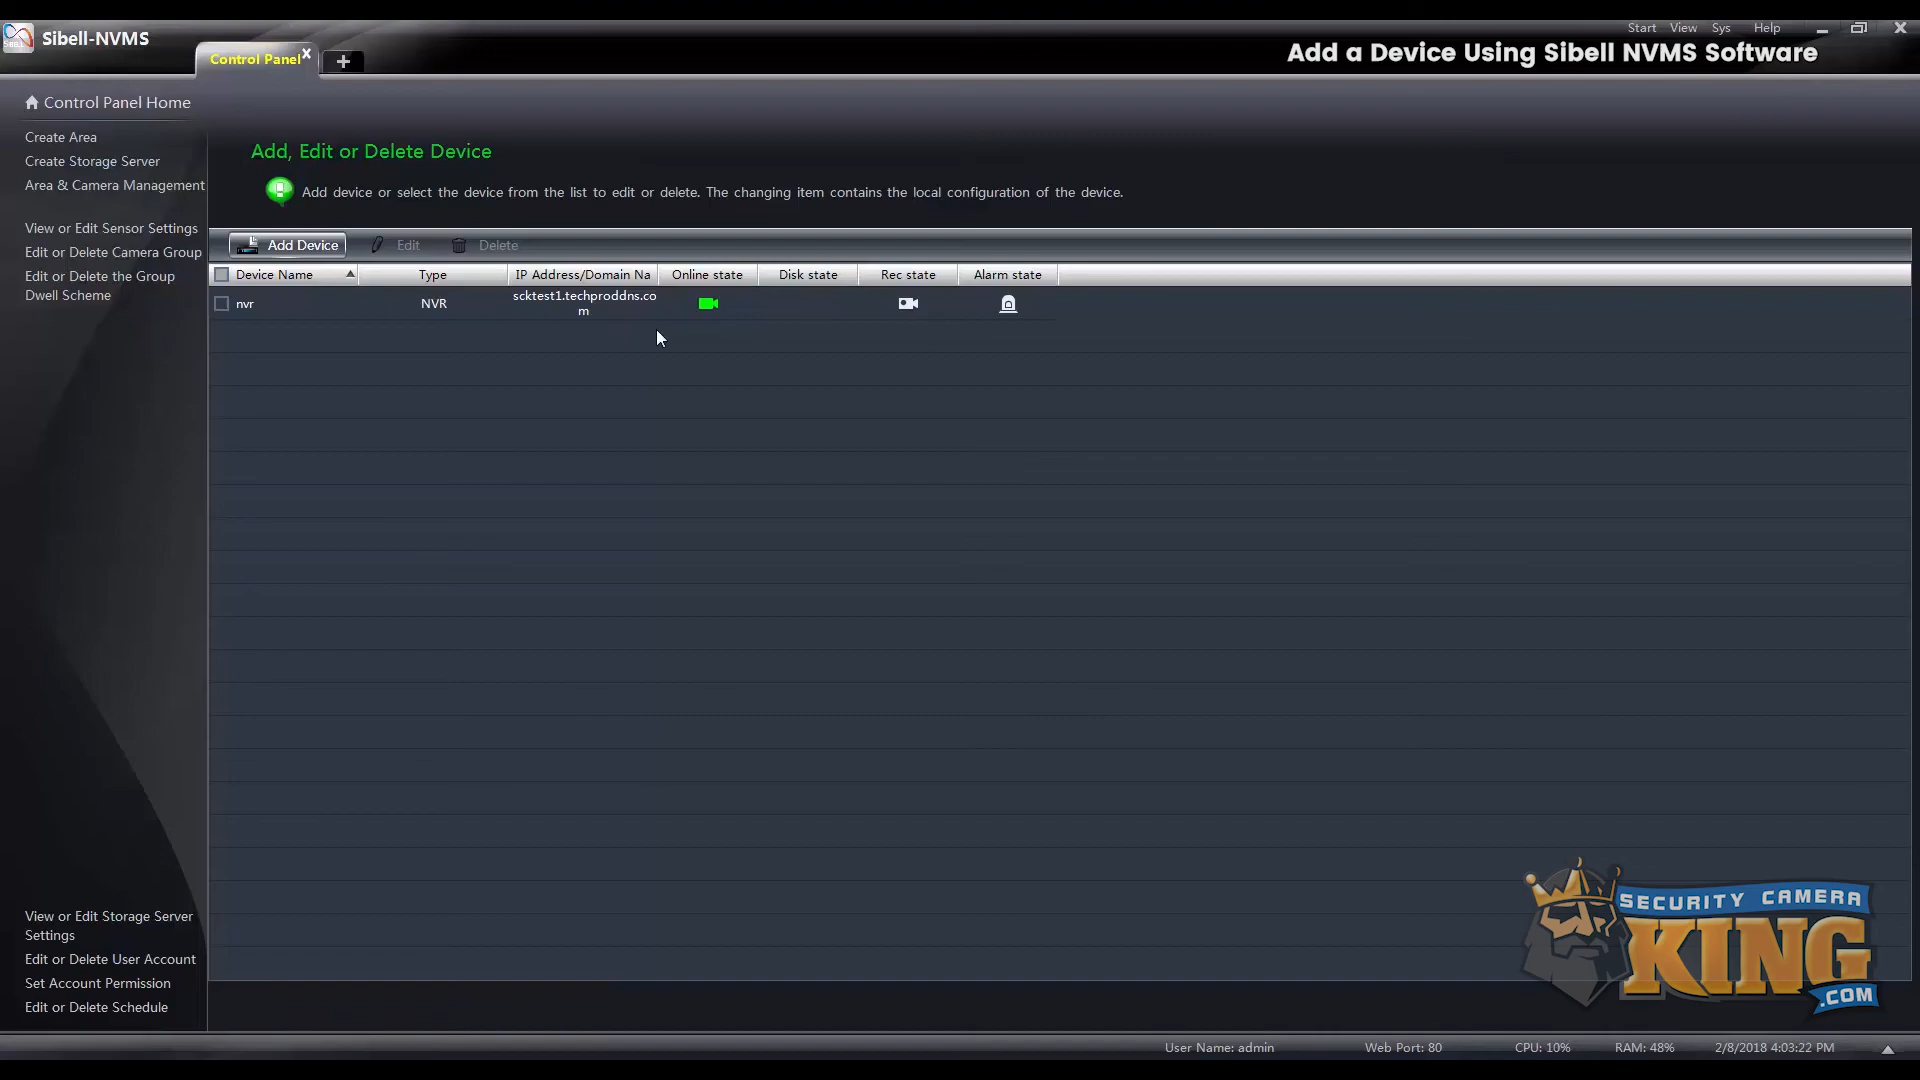 Sibell-NVMS
Start View Sys Help
Control Panel
Add a Device Using Sibell NVMS Software
Control Panel Home
Create Area
Create Storage Server
Area & Camera Management
View or Edit Sensor Settings
Edit or Delete Camera Group
Edit or Delete the Group
Dwell Scheme
Add, Edit or Delete Device
Add device or select the device from the list to edit or delete. The changing item contains the local configuration of the device.
Add Device Edit Delete
Device Name Type IP Address/Domain Na Online state Disk state Rec state Alarm state
nvr NVR scktest1.techproddns.co
m
View or Edit Storage Server
Settings
Edit or Delete User Account
Set Account Permission
Edit or Delete Schedule
SECURITY CAMERA
KING
.COM
User Name: admin Web Port: 80 CPU: 10% RAM: 48% 2/8/2018 4:03:22 PM